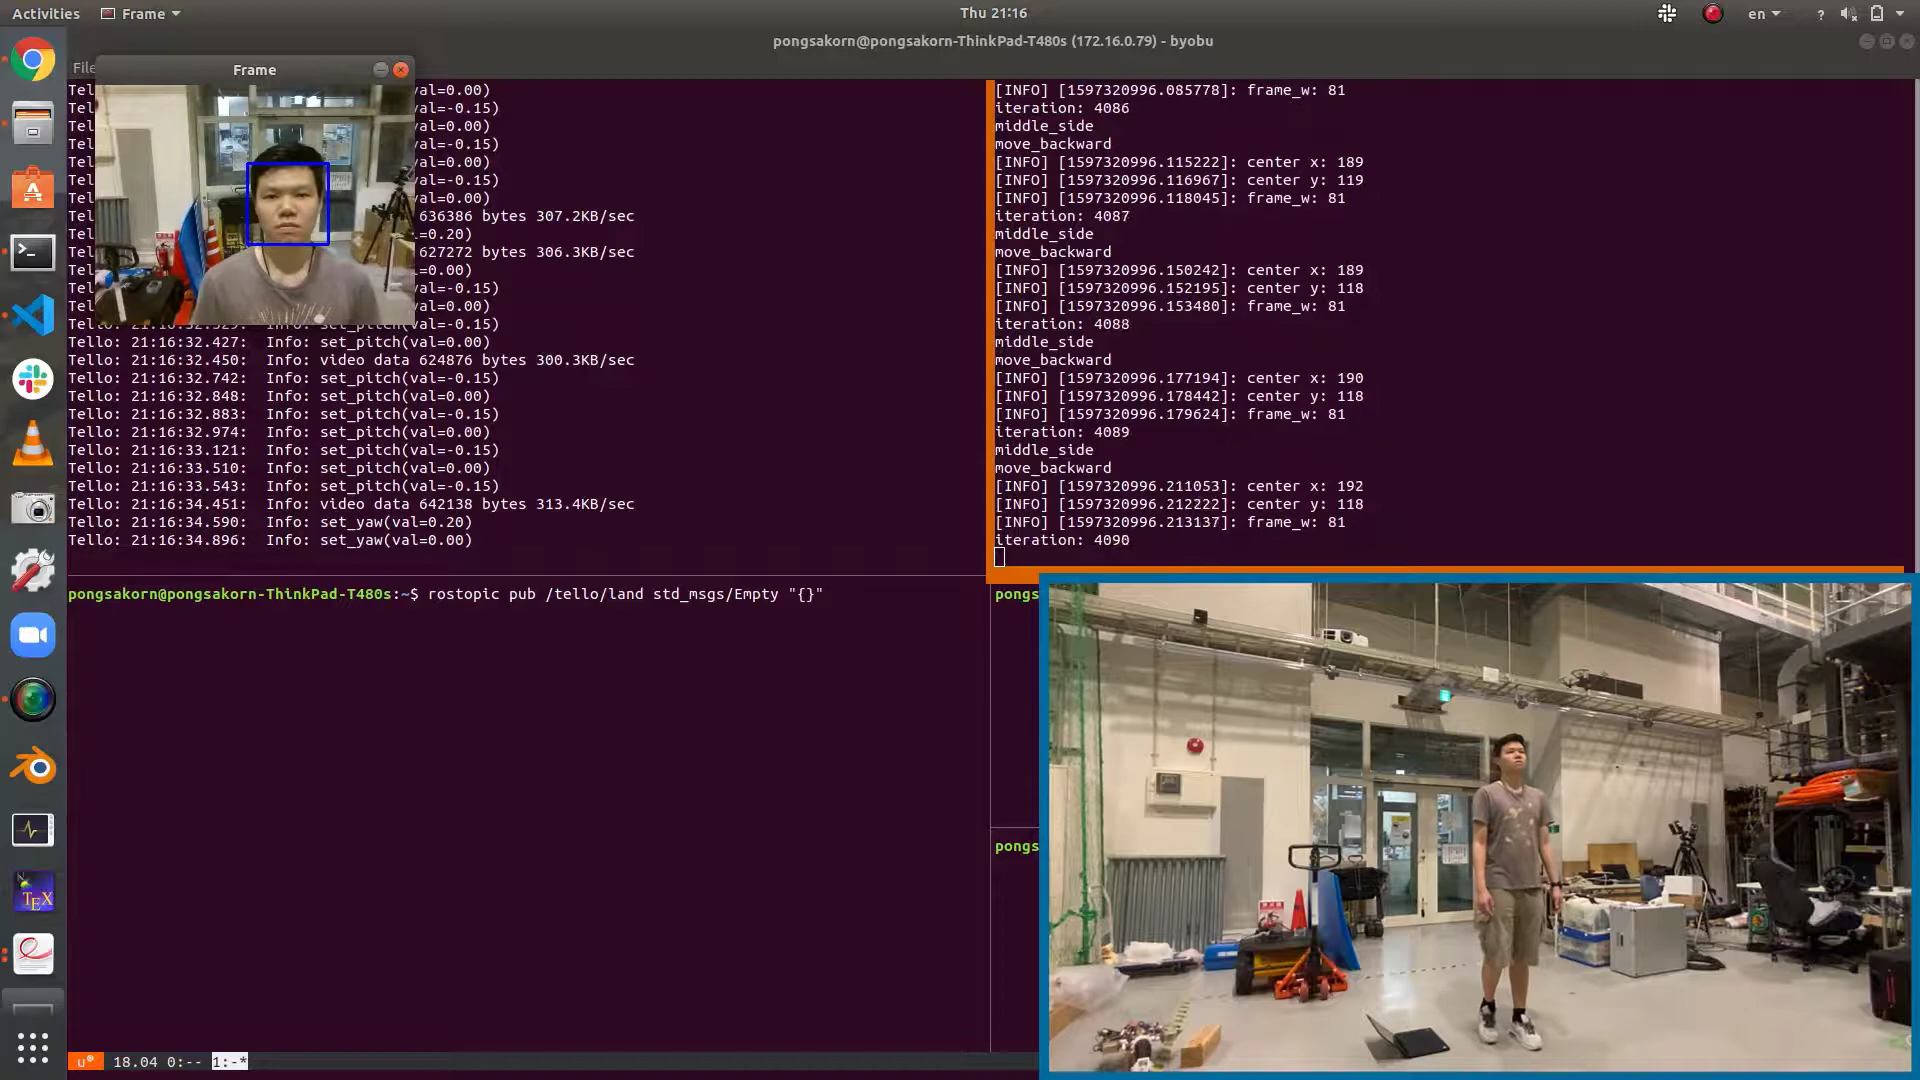 Activities Frame Thu 21:16 en ?
pongsakorn@pongsakorn-ThinkPad-T480s (172.16.0.79) - byobu
File
Frame
Tel val=0.00)
Tel val=-0.15)
Tel val=0.00)
Tel val=-0.15)
Tel val=0.00)
Tel val=-0.15)
Tel val=0.00)
Tel 636386 bytes 307.2KB/sec
Tel l=0.20)
Tel 627272 bytes 306.3KB/sec
Tel l=0.00)
Tel val=-0.15)
Tel val=0.00)
Tello: 21:16:32.329: Info: set_pitch(val=-0.15)
Tello: 21:16:32.427: Info: set_pitch(val=0.00)
Tello: 21:16:32.450: Info: video data 624876 bytes 300.3KB/sec
Tello: 21:16:32.742: Info: set_pitch(val=-0.15)
Tello: 21:16:32.848: Info: set_pitch(val=0.00)
Tello: 21:16:32.883: Info: set_pitch(val=-0.15)
Tello: 21:16:32.974: Info: set_pitch(val=0.00)
Tello: 21:16:33.121: Info: set_pitch(val=-0.15)
Tello: 21:16:33.510: Info: set_pitch(val=0.00)
Tello: 21:16:33.543: Info: set_pitch(val=-0.15)
Tello: 21:16:34.451: Info: video data 642138 bytes 313.4KB/sec
Tello: 21:16:34.590: Info: set_yaw(val=0.20)
Tello: 21:16:34.896: Info: set_yaw(val=0.00)
[INFO] [1597320996.085778]: frame_w: 81
iteration: 4086
middle_side
move_backward
[INFO] [1597320996.115222]: center x: 189
[INFO] [1597320996.116967]: center y: 119
[INFO] [1597320996.118045]: frame_w: 81
iteration: 4087
middle_side
move_backward
[INFO] [1597320996.150242]: center x: 189
[INFO] [1597320996.152195]: center y: 118
[INFO] [1597320996.153480]: frame_w: 81
iteration: 4088
middle_side
move_backward
[INFO] [1597320996.177194]: center x: 190
[INFO] [1597320996.178442]: center y: 118
[INFO] [1597320996.179624]: frame_w: 81
iteration: 4089
middle_side
move_backward
[INFO] [1597320996.211053]: center x: 192
[INFO] [1597320996.212222]: center y: 118
[INFO] [1597320996.213137]: frame_w: 81
iteration: 4090
pongsakorn@pongsakorn-ThinkPad-T480s:~$ rostopic pub /tello/land std_msgs/Empty "{}"
pongs
pongs
TEX
u 18.04 0:-- 1:-*